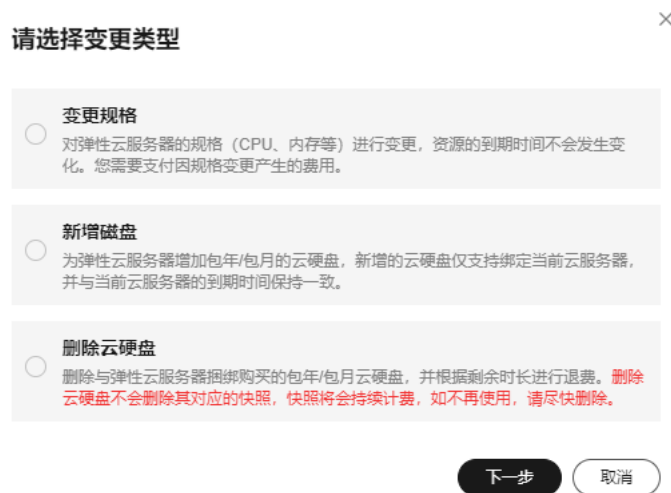 请选择变更类型
变更规格
对弹性云服务器的规格（CPU、内存等）进行变更，资源的到期时间不会发生变
化。您需要支付因规格变更产生的费用。
新增磁盘
为弹性云服务器增加包年/包月的云硬盘，新增的云硬盘仅支持绑定当前云服务器，
并与当前云服务器的到期时间保持一致。
删除云硬盘
删除与弹性云服务器捆绑购买的包年/包月云硬盘，并根据剩余时长进行退费。删除
云硬盘不会删除其对应的快照，快照将会持续计费，如不再使用，请尽快删除。
下一步
取消